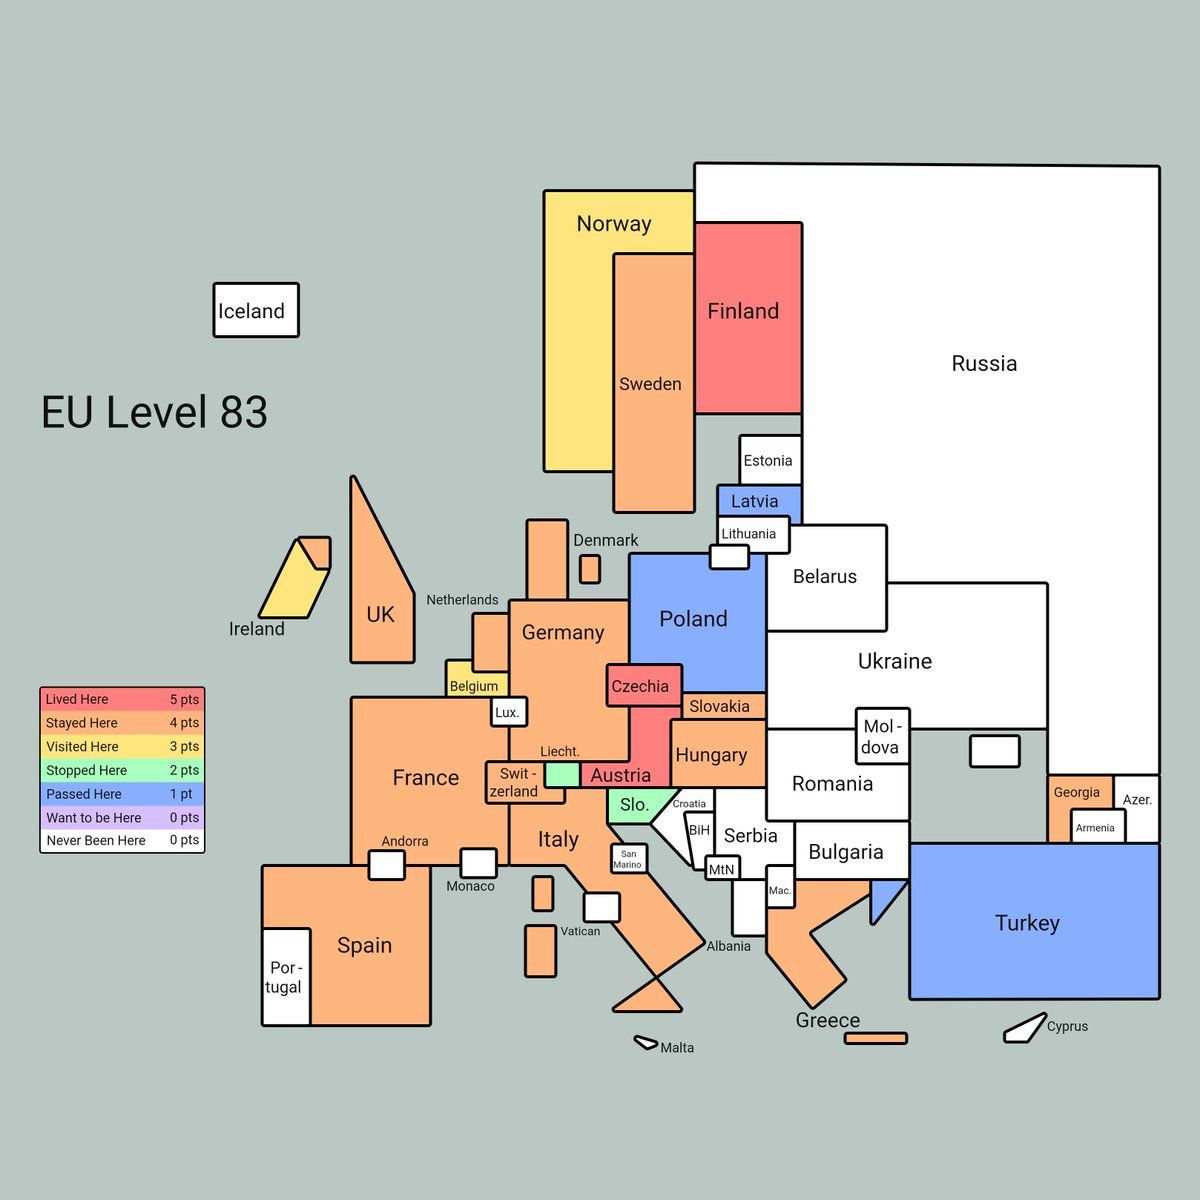 Norway
Iceland
Finland
Russia
Sweden
EU Level 83
Estonia
Latvia
Lithuania
Denmark
Belarus
Netherlands
UK
Poland
Ireland
Germany
Ukraine
Belgium
Czechia
Lived Here 5 pts
Stayed Here 4 pts
Visited Here 3 pts
Stopped Here 2 pts
Passed Here 1 pt
Want to be Here 0 pts
Never Been Here 0 pts
Lux.
Slovakia
Mol-
dova
Liecht.
Hungary
France
Swit-
zerland
Austria
Romania
Georgia
Azer.
Armenia
Slo.
Croatia
BiH
Serbia
Italy
Andorra
San
Marino
Bulgaria
MtN
Monaco
Mac.
Vatican
Turkey
Spain
Albania
Por-
tugal
Greece
Cyprus
Malta